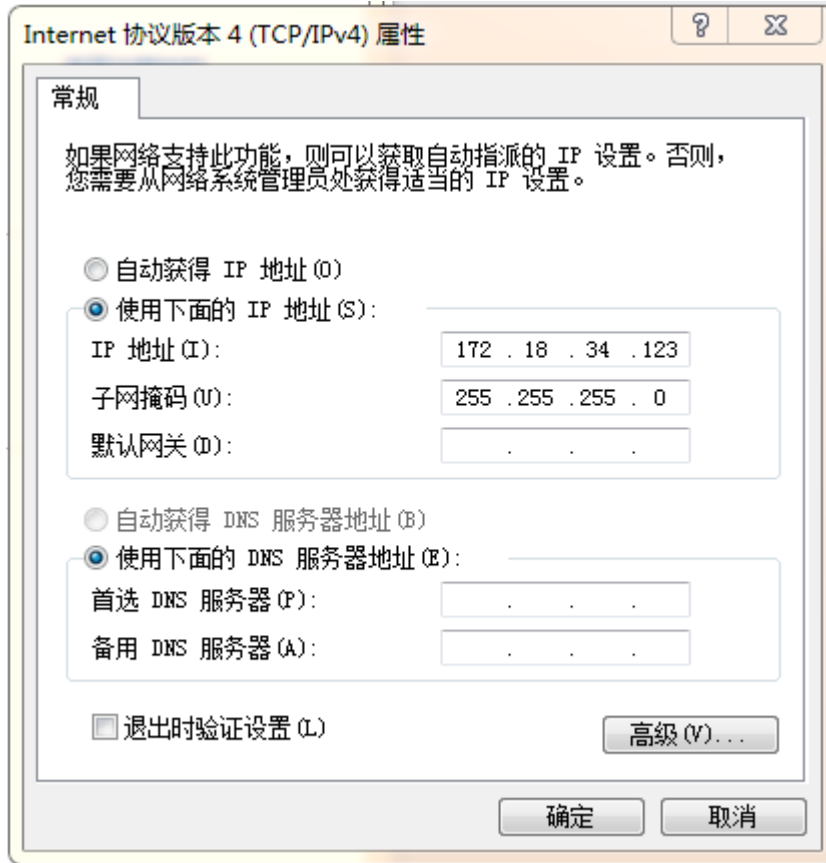 Internet 协议版本 4 (TCP/IPv4) 属性
常规
如果网络支持此功能，则可以获取自动指派的 IP 设置。否则，
您需要从网络系统管理员处获得适当的 IP 设置。
自动获得 IP 地址(O)
使用下面的 IP 地址(S):
IP 地址(I): 172 . 18 . 34 .123
子网掩码(U): 255 .255 .255 . 0
默认网关(D): . . .
自动获得 DNS 服务器地址(B)
使用下面的 DNS 服务器地址(E):
首选 DNS 服务器(P): . . .
备用 DNS 服务器(A): . . .
退出时验证设置(L)
高级(V)...
确定 取消